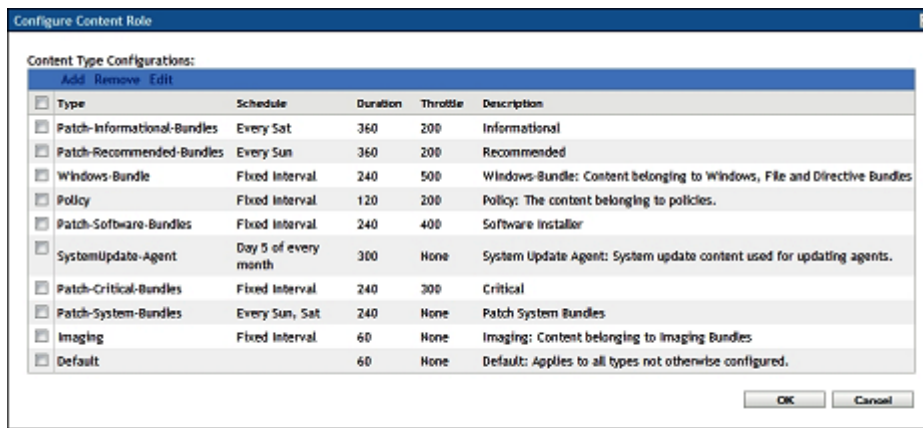 Configure Content Role
Content Type Configurations:
Add Remove Edit
Type Schedule Duration Throttle Description
Patch-Informational-Bundles Every Sat 360 200 Informational
Patch-Recommended-Bundles Every Sun 360 200 Recommended
Windows-Bundle Fixed Interval 240 500 Windows-Bundle: Content belonging to Windows, File and Directive Bundles
Policy Fixed Interval 120 200 Policy: The content belonging to policies.
Patch-Software-Bundles Fixed Interval 240 400 Software Installer
SystemUpdate-Agent Day 5 of every month 300 None System Update Agent: System update content used for updating agents.
Patch-Critical-Bundles Fixed Interval 240 300 Critical
Patch-System-Bundles Every Sun, Sat 240 None Patch System Bundles
Imaging Fixed Interval 60 None Imaging: Content belonging to Imaging Bundles
Default 60 None Default: Applies to all types not otherwise configured.
OK Cancel